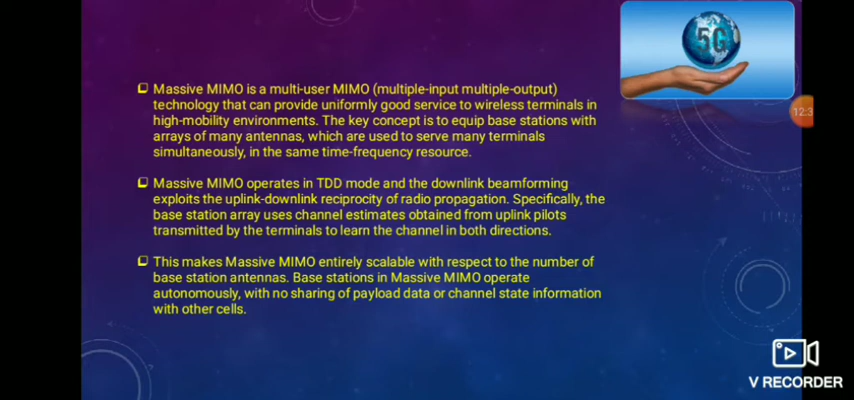 5G
Massive MIMO is a multi-user MIMO (multiple-input multiple-output)
technology that can provide uniformly good service to wireless terminals in
high-mobility environments. The key concept is to equip base stations with
arrays of many antennas, which are used to serve many terminals
simultaneously, in the same time-frequency resource.
Massive MIMO operates in TDD mode and the downlink beamforming
exploits the uplink-downlink reciprocity of radio propagation. Specifically, the
base station array uses channel estimates obtained from uplink pilots
transmitted by the terminals to learn the channel in both directions.
This makes Massive MIMO entirely scalable with respect to the number of
base station antennas. Base stations in Massive MIMO operate
autonomously, with no sharing of payload data or channel state information
with other cells.
V RECORDER